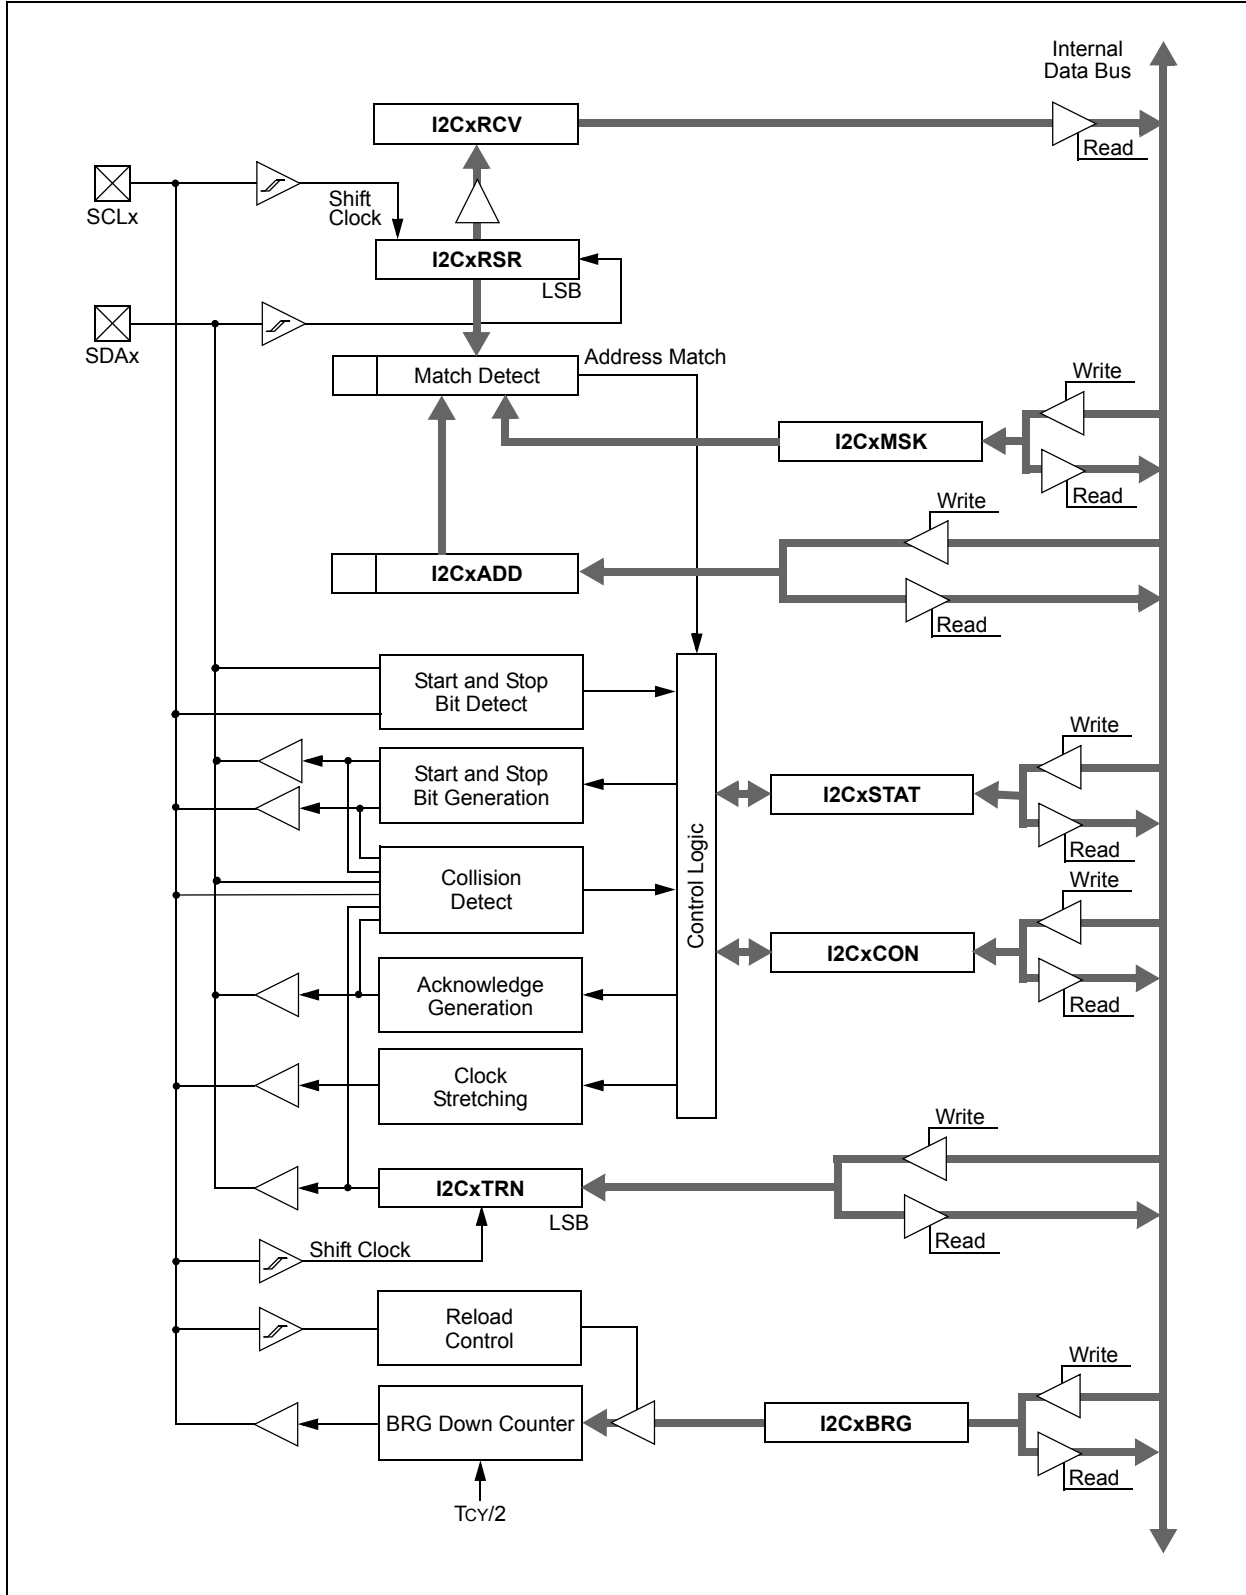 Internal
Data Bus
I2CxRCV
Read
SCLx
Shift
Clock
I2CxRSR
LSB
SDAx
Address Match
Match Detect
Write
I2CxMSK
Read
Write
I2CxADD
Read
Start and Stop
Bit Detect
Write
Start and Stop
Bit Generation
I2CxSTAT
Read
Control Logic
Collision
Detect
Write
I2CxCON
Read
Acknowledge
Generation
Clock
Stretching
Write
I2CxTRN
LSB
Read
Shift Clock
Reload
Control
Write
BRG Down Counter
I2CxBRG
Read
TCY/2